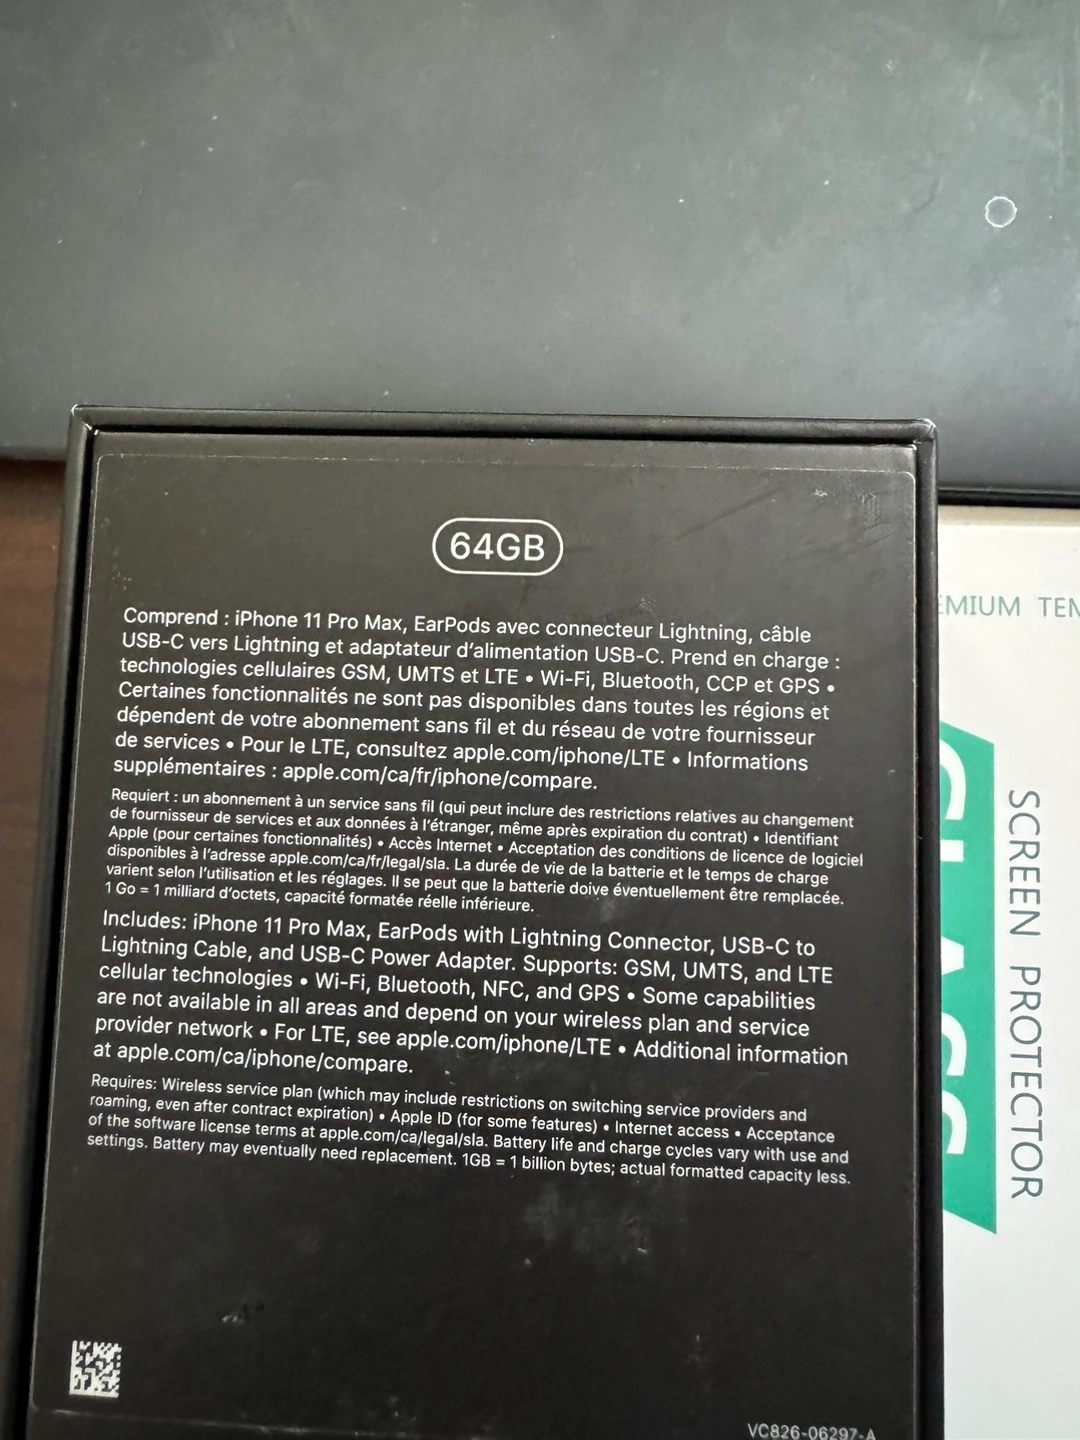 64GB
Comprend : iPhone 11 Pro Max, EarPods avec connecteur Lightning, câble
USB-C vers Lightning et adaptateur d’alimentation USB-C. Prend en charge :
technologies cellulaires GSM, UMTS et LTE • Wi-Fi, Bluetooth, CCP et GPS •
Certaines fonctionnalités ne sont pas disponibles dans toutes les régions et
dépendent de votre abonnement sans fil et du réseau de votre fournisseur
de services • Pour le LTE, consultez apple.com/iphone/LTE • Informations
supplémentaires : apple.com/ca/fr/iphone/compare.
Requiert : un abonnement à un service sans fil (qui peut inclure des restrictions relatives au changement
de fournisseur de services et aux données à l’étranger, même après expiration du contrat) • Identifiant
Apple (pour certaines fonctionnalités) • Accès Internet • Acceptation des conditions de licence de logiciel
disponibles à l’adresse apple.com/ca/fr/legal/sla. La durée de vie de la batterie et le temps de charge
varient selon l’utilisation et les réglages. Il se peut que la batterie doive éventuellement être remplacée.
1 Go = 1 milliard d’octets, capacité formatée réelle inférieure.
Includes: iPhone 11 Pro Max, EarPods with Lightning Connector, USB-C to
Lightning Cable, and USB-C Power Adapter. Supports: GSM, UMTS, and LTE
cellular technologies • Wi-Fi, Bluetooth, NFC, and GPS • Some capabilities
are not available in all areas and depend on your wireless plan and service
provider network • For LTE, see apple.com/iphone/LTE • Additional information
at apple.com/ca/iphone/compare.
Requires: Wireless service plan (which may include restrictions on switching service providers and
roaming, even after contract expiration) • Apple ID (for some features) • Internet access • Acceptance
of the software license terms at apple.com/ca/legal/sla. Battery life and charge cycles vary with use and
settings. Battery may eventually need replacement. 1GB = 1 billion bytes; actual formatted capacity less.
VC826-06297-A
EMIUM TEM
GLASS
SCREEN PROTECTOR